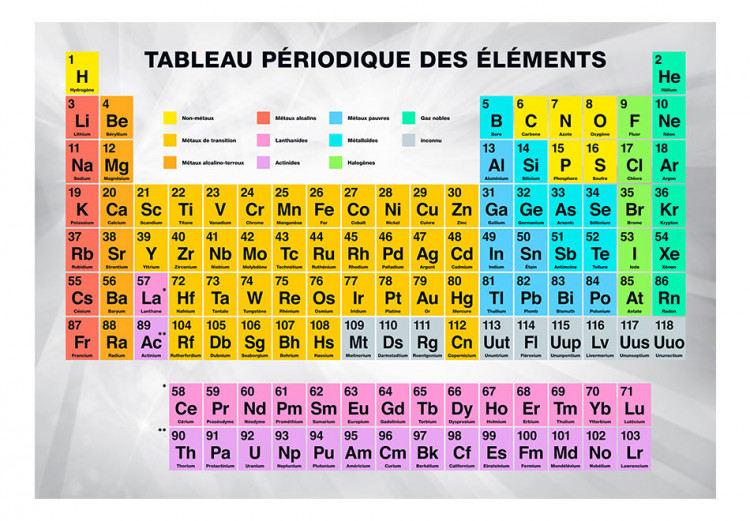 TABLEAU PÉRIODIQUE DES ÉLÉMENTS
1 2
H He
Hydrogène Hélium
Non-métaux Métaux alcalins Métaux pauvres Gaz nobles
Métaux de transition Lanthanides Métalloïdes inconnu
Métaux alcalino-terreux Actinides Halogènes
3 4 5 6 7 8 9 10
Li Be B C N O F Ne
Lithium Béryllium Bore Carbone Azote Oxygène Fluor Néon
11 12 13 14 15 16 17 18
Na Mg Al Si P S Cl Ar
Sodium Magnésium Aluminium Silicium Phosphore Soufre Chlore Argon
19 20 21 22 23 24 25 26 27 28 29 30 31 32 33 34 35 36
K Ca Sc Ti V Cr Mn Fe Co Ni Cu Zn Ga Ge As Se Br Kr
Potassium Calcium Scandium Titane Vanadium Chrome Manganèse Fer Cobalt Nickel Cuivre Zinc Gallium Germanium Arsenic Sélénium Brome Krypton
37 38 39 40 41 42 43 44 45 46 47 48 49 50 51 52 53 54
Rb Sr Y Zr Nb Mo Tc Ru Rh Pd Ag Cd In Sn Sb Te I Xe
Rubidium Strontium Yttrium Zirconium Niobium Molybdène Technétium Ruthénium Rhodium Palladium Argent Cadmium Indium Étain Antimoine Tellure Iode Xénon
55 56 57 72 73 74 75 76 77 78 79 80 81 82 83 84 85 86
Cs Ba La* Hf Ta W Re Os Ir Pt Au Hg Tl Pb Bi Po At Rn
Césium Baryum Lanthane Hafnium Tantale Tungstène Rhénium Osmium Iridium Platine Or Mercure Thallium Plomb Bismuth Polonium Astate Radon
87 88 89 104 105 106 107 108 109 110 111 112 113 114 115 116 117 118
Fr Ra Ac** Rf Db Sg Bh Hs Mt Ds Rg Cn Uut Fl Uup Lv Uus Uuo
Francium Radium Actinium Rutherfordium Dubnium Seaborgium Bohrium Hassium Meitnerium Darmstadtium Roentgenium Copernicium Ununtrium Flérovium Ununpentium Livermorium Ununseptium Ununoctium
* 58 59 60 61 62 63 64 65 66 67 68 69 70 71
Ce Pr Nd Pm Sm Eu Gd Tb Dy Ho Er Tm Yb Lu
Cérium Praséodyme Néodyme Prométhium Samarium Europium Gadolinium Terbium Dysprosium Holmium Erbium Thulium Ytterbium Lutécium
** 90 91 92 93 94 95 96 97 98 99 100 101 102 103
Th Pa U Np Pu Am Cm Bk Cf Es Fm Md No Lr
Thorium Protactinium Uranium Neptunium Plutonium Américium Curium Berkélium Californium Einsteinium Fermium Mendélévium Nobélium Lawrencium